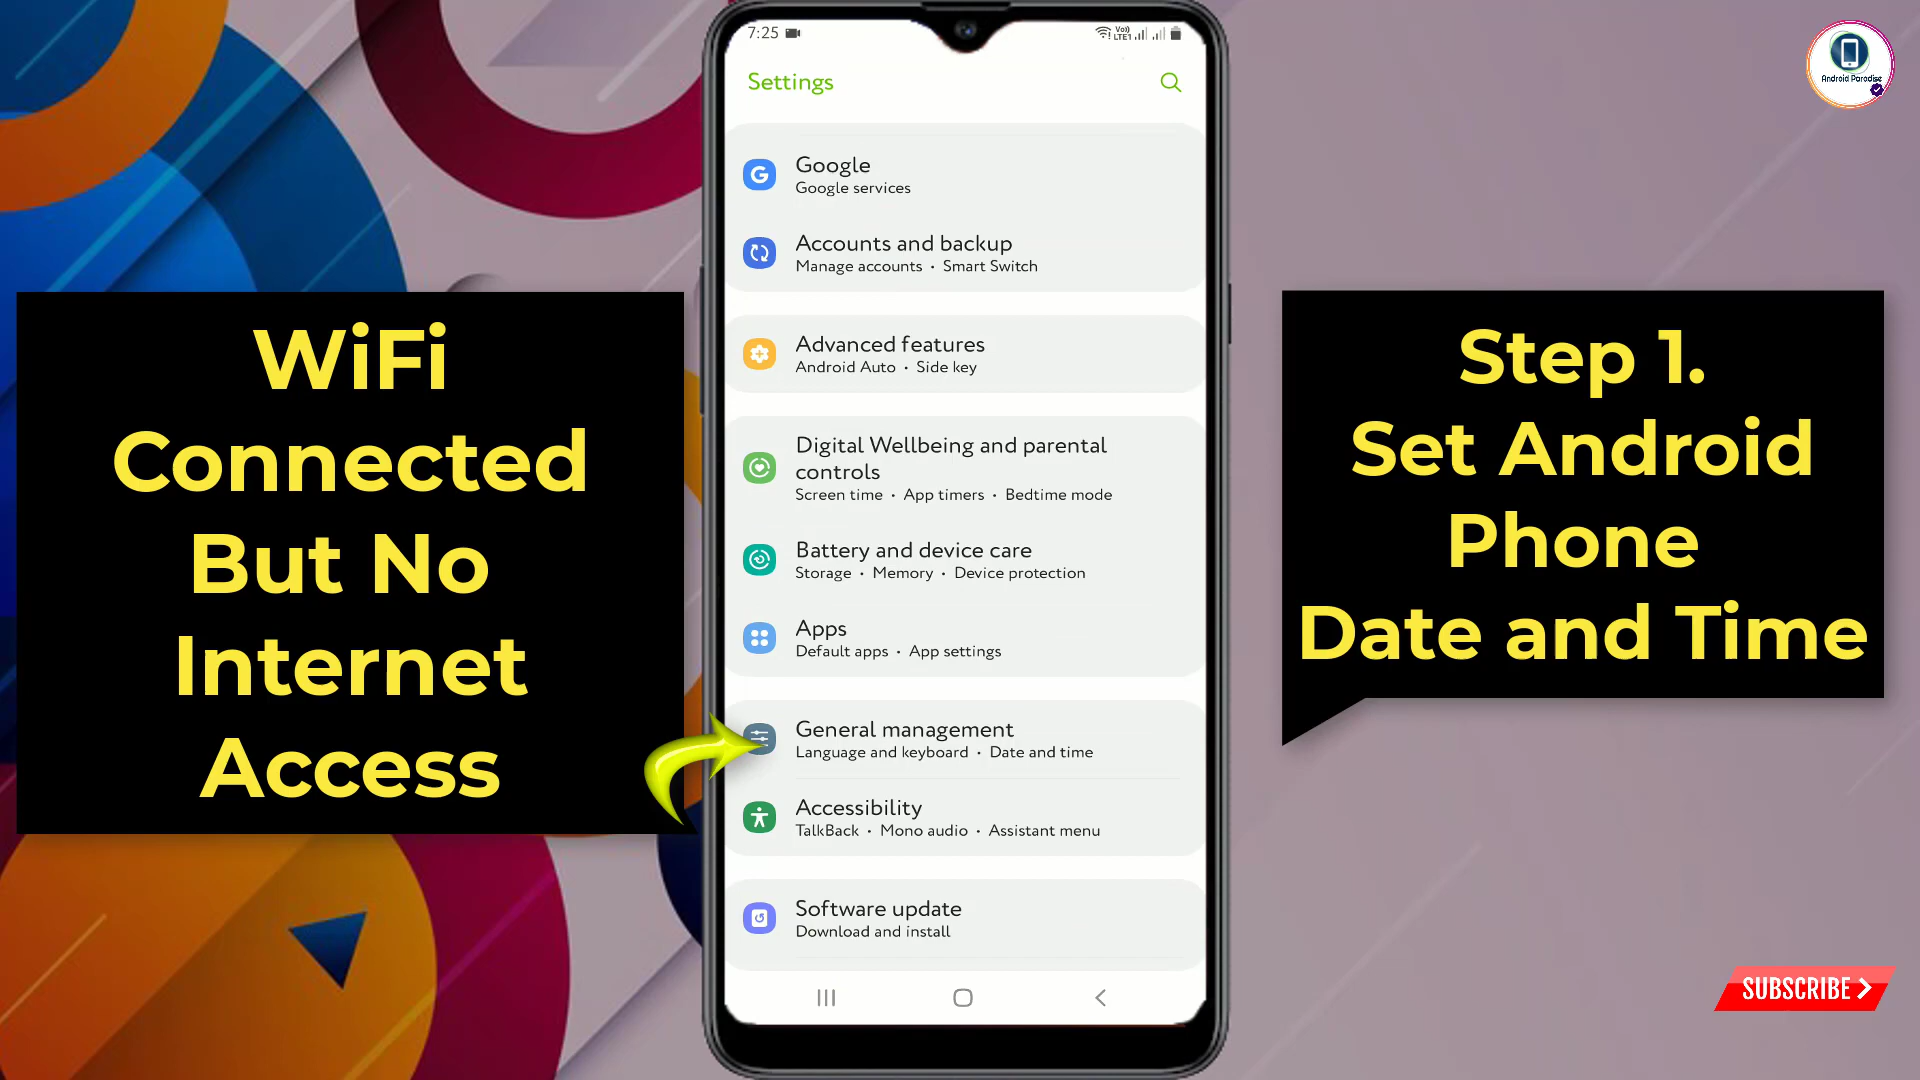 7:25
Vo))
LTE1
Settings
Google
Google services
Accounts and backup
Manage accounts • Smart Switch
Advanced features
Android Auto • Side key
Digital Wellbeing and parental
controls
Screen time • App timers • Bedtime mode
Battery and device care
Storage • Memory • Device protection
Apps
Default apps • App settings
General management
Language and keyboard • Date and time
Accessibility
TalkBack • Mono audio • Assistant menu
Software update
Download and install
WiFi
Connected
But No
Internet
Access
Step 1.
Set Android
Phone
Date and Time
Android Paradise
SUBSCRIBE